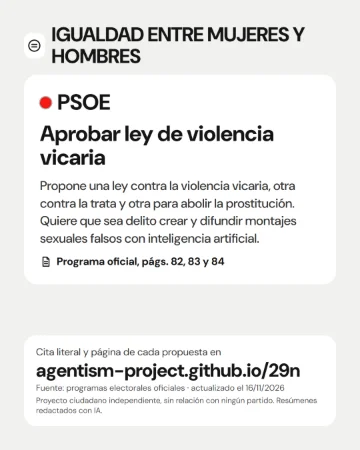 IGUALDAD ENTRE MUJERES Y
HOMBRES
PSOE
Aprobar ley de violencia
vicaria
Propone una ley contra la violencia vicaria, otra
contra la trata y otra para abolir la prostitución.
Quiere que sea delito crear y difundir montajes
sexuales falsos con inteligencia artificial.
Programa oficial, págs. 82, 83 y 84
Cita literal y página de cada propuesta en
agentism-project.github.io/29n
Fuente: programas electorales oficiales · actualizado el 16/11/2026
Proyecto ciudadano independiente, sin relación con ningún partido. Resúmenes
redactados con IA.